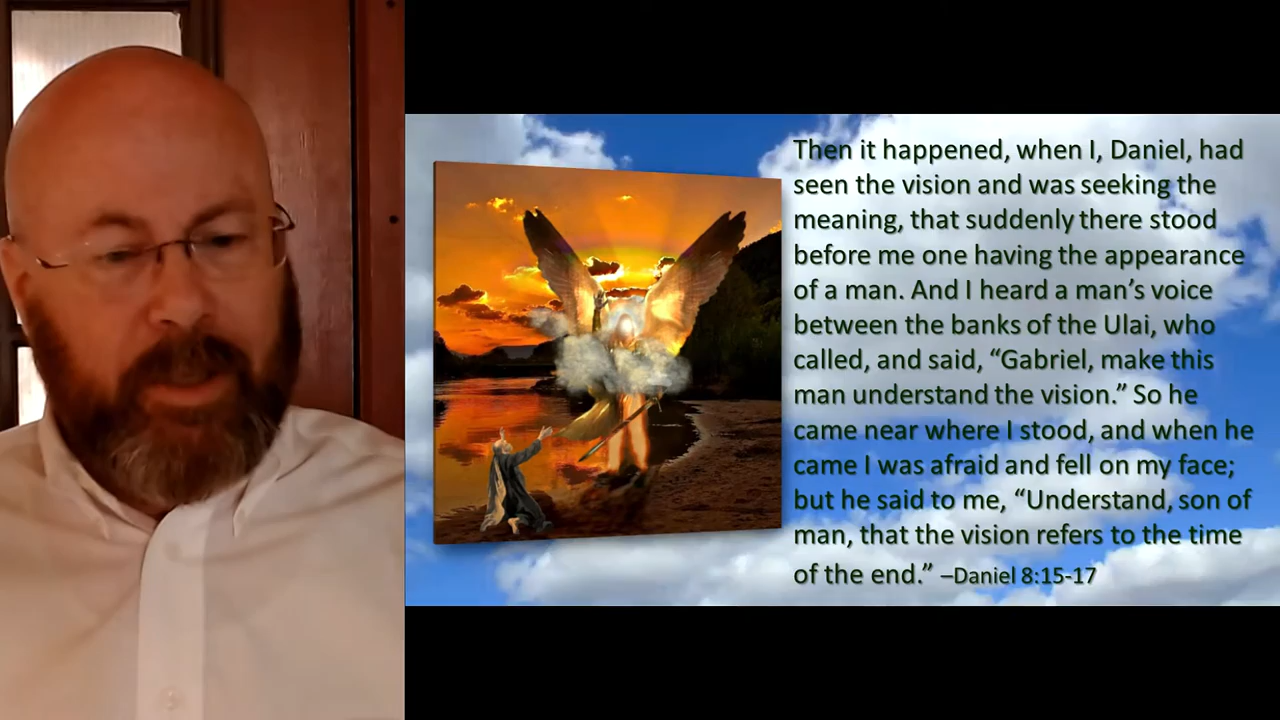 Then it happened, when I, Daniel, had
seen the vision and was seeking the
meaning, that suddenly there stood
before me one having the appearance
of a man. And I heard a man’s voice
between the banks of the Ulai, who
called, and said, “Gabriel, make this
man understand the vision.” So he
came near where I stood, and when he
came I was afraid and fell on my face;
but he said to me, “Understand, son of
man, that the vision refers to the time
of the end.” –Daniel 8:15-17